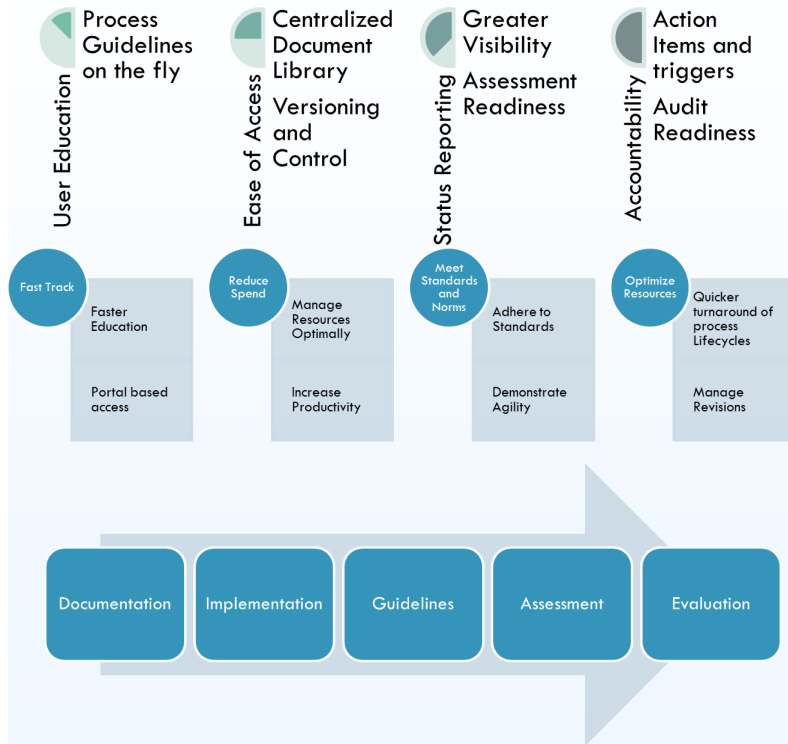 Process
Guidelines
on the fly
User Education
Centralized
Document
Library
Versioning
and
Control
Ease of Access
Greater
Visibility
Assessment
Readiness
Status Reporting
Action
Items and
triggers
Audit
Readiness
Accountability
Fast Track
Faster
Education
Portal based
access
Reduce
Spend
Manage
Resources
Optimally
Increase
Productivity
Meet
Standards
and
Norms
Adhere to
Standards
Demonstrate
Agility
Optimize
Resources
Quicker
turnaround of
process
Lifecycles
Manage
Revisions
Documentation
Implementation
Guidelines
Assessment
Evaluation